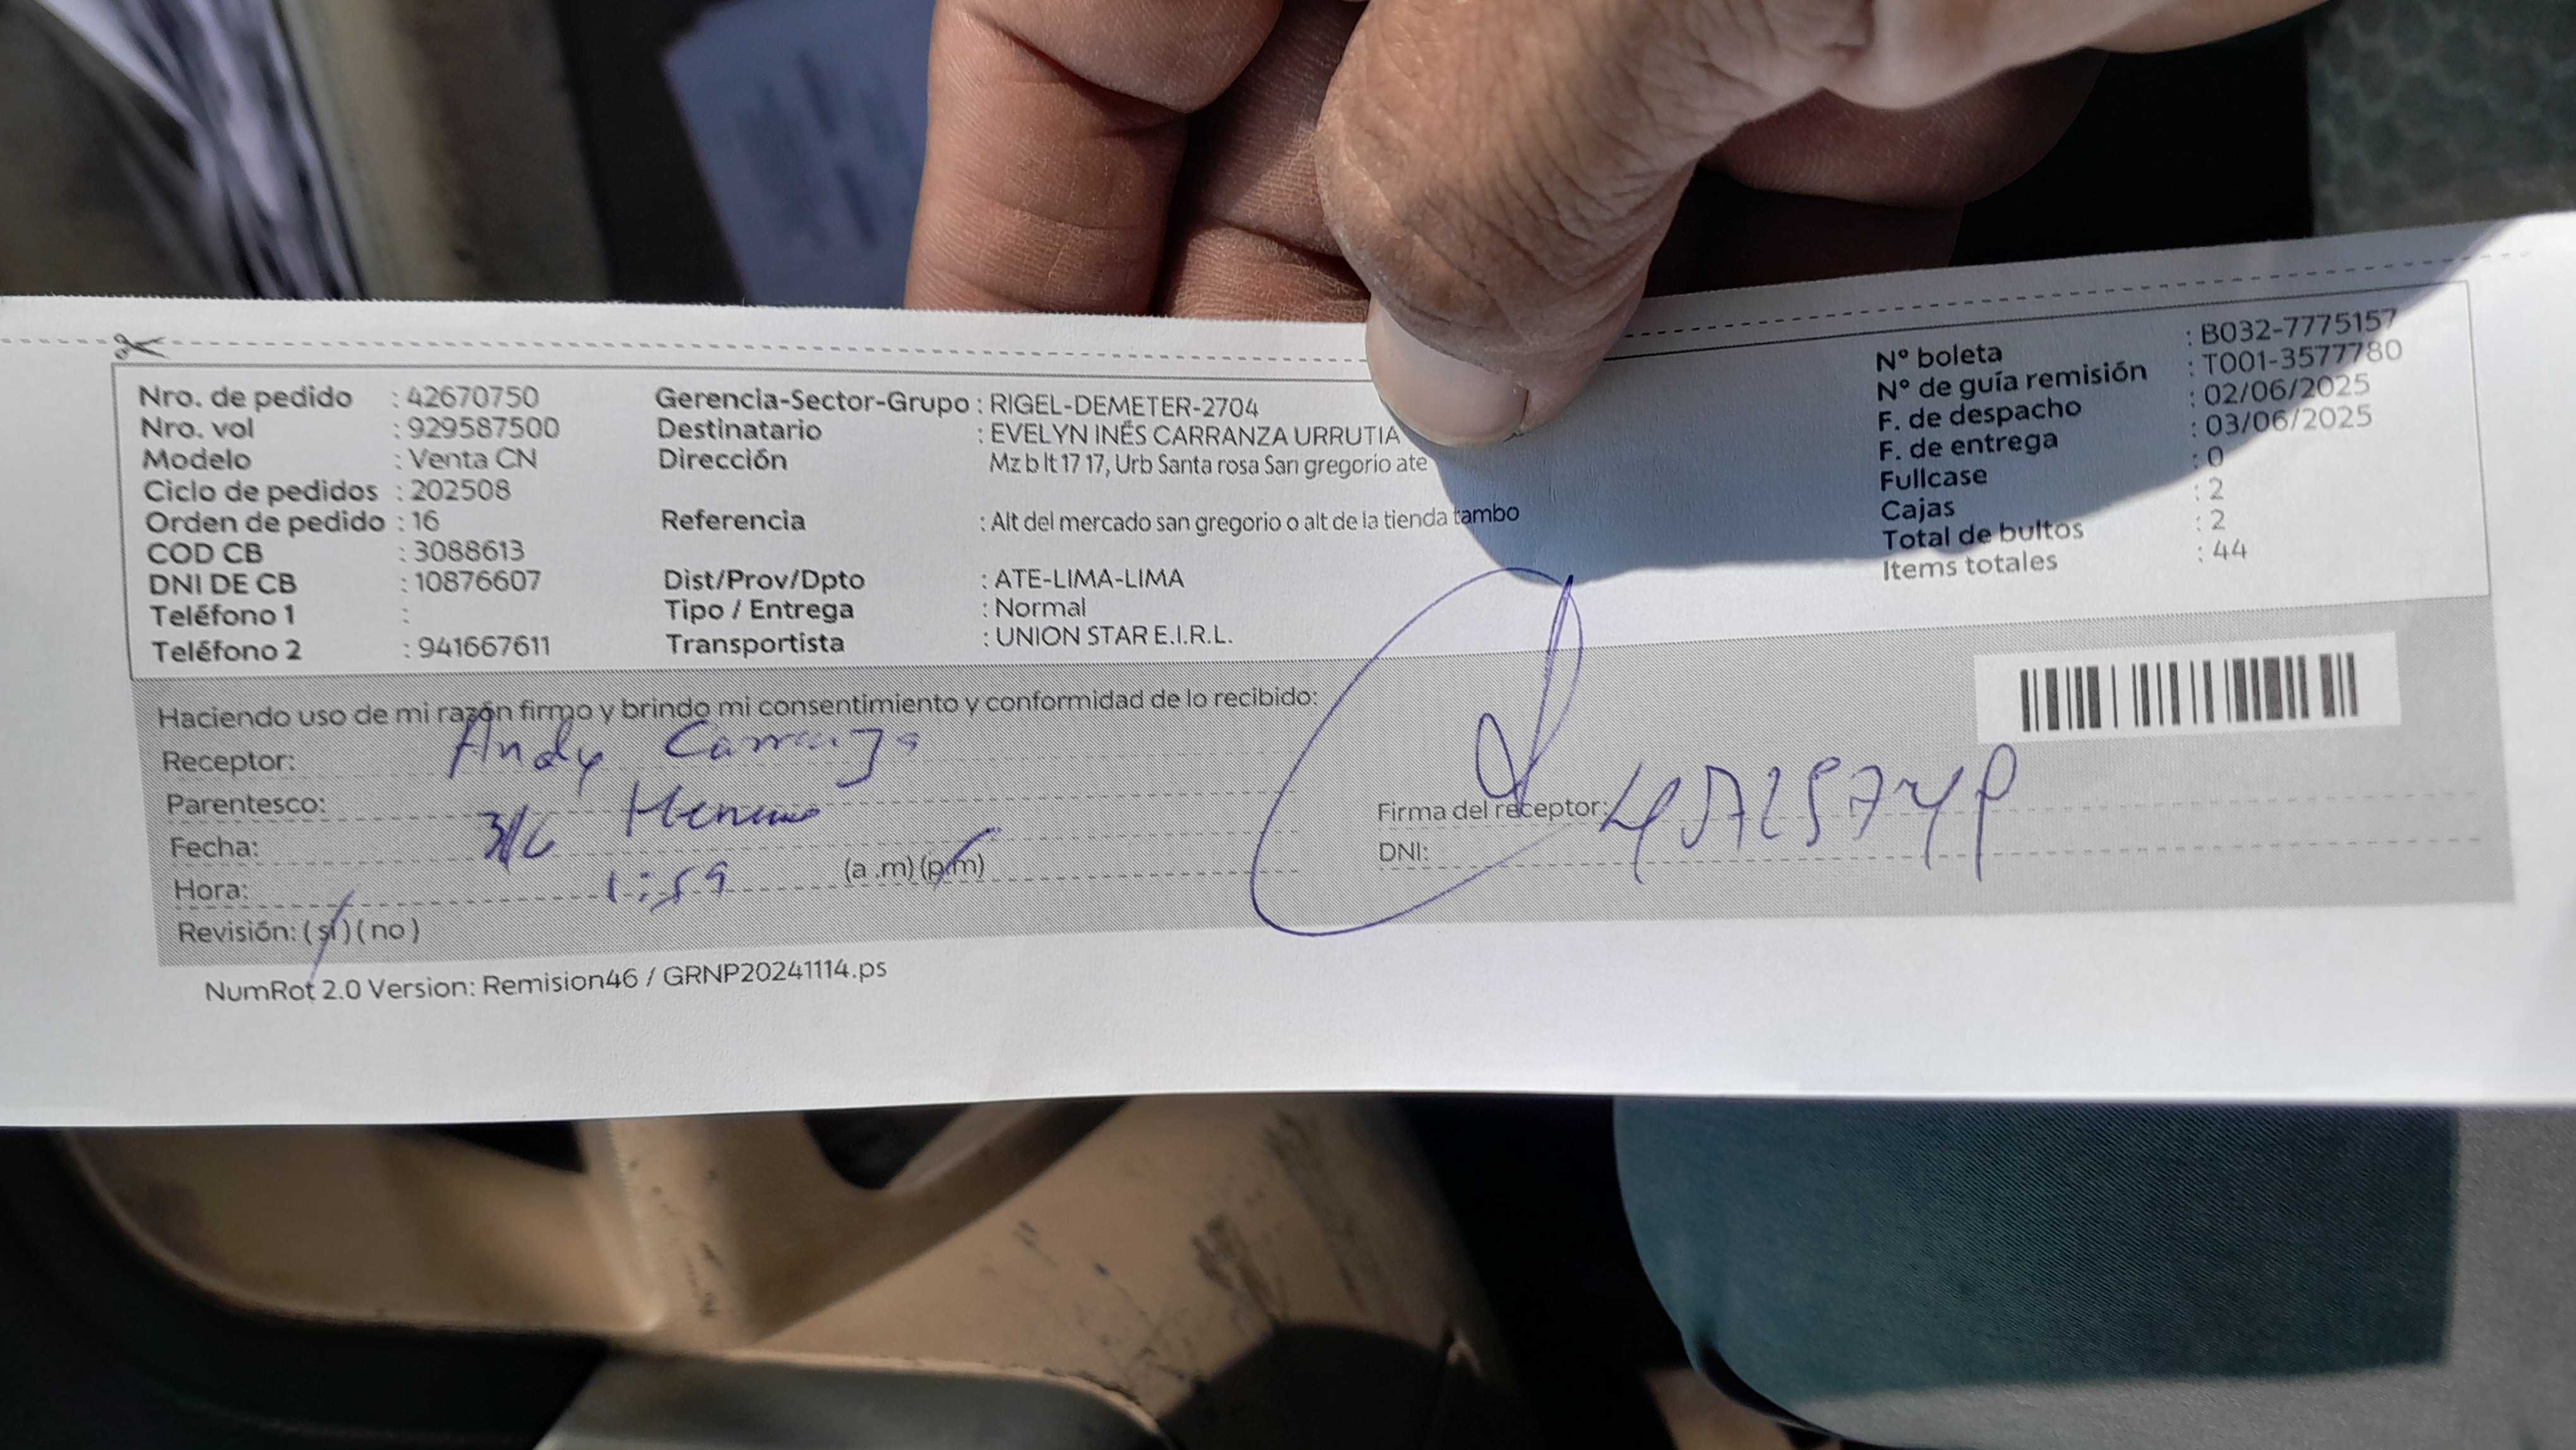 Nro. de pedido : 42670750
Nro. vol : 929587500
Modelo : Venta CN
Ciclo de pedidos : 202508
Orden de pedido : 16
COD CB : 3088613
DNI DE CB : 10876607
Teléfono 1 :
Teléfono 2 : 941667611
Gerencia-Sector-Grupo : RIGEL-DEMETER-2704
Destinatario : EVELYN INÉS CARRANZA URRUTIA
Dirección Mz b lt 17 17, Urb Santa rosa San gregorio ate
Referencia : Alt del mercado san gregorio o alt de la tienda tambo
Dist/Prov/Dpto : ATE-LIMA-LIMA
Tipo / Entrega : Normal
Transportista : UNION STAR E.I.R.L.
N° boleta : B032-7775157
N° de guía remisión : T001-3577780
F. de despacho : 02/06/2025
F. de entrega : 03/06/2025
Fullcase : 0
Cajas : 2
Total de bultos : 2
Items totales : 44
Haciendo uso de mi razón firmo y brindo mi consentimiento y conformidad de lo recibido:
Receptor: Andy Carranza
Parentesco:
Fecha: 3/6
Hora: 1:59 (a .m) (p.m)
Revisión: ( si ) ( no )
Firma del receptor:
DNI:
NumRot 2.0 Version: Remision46 / GRNP20241114.ps